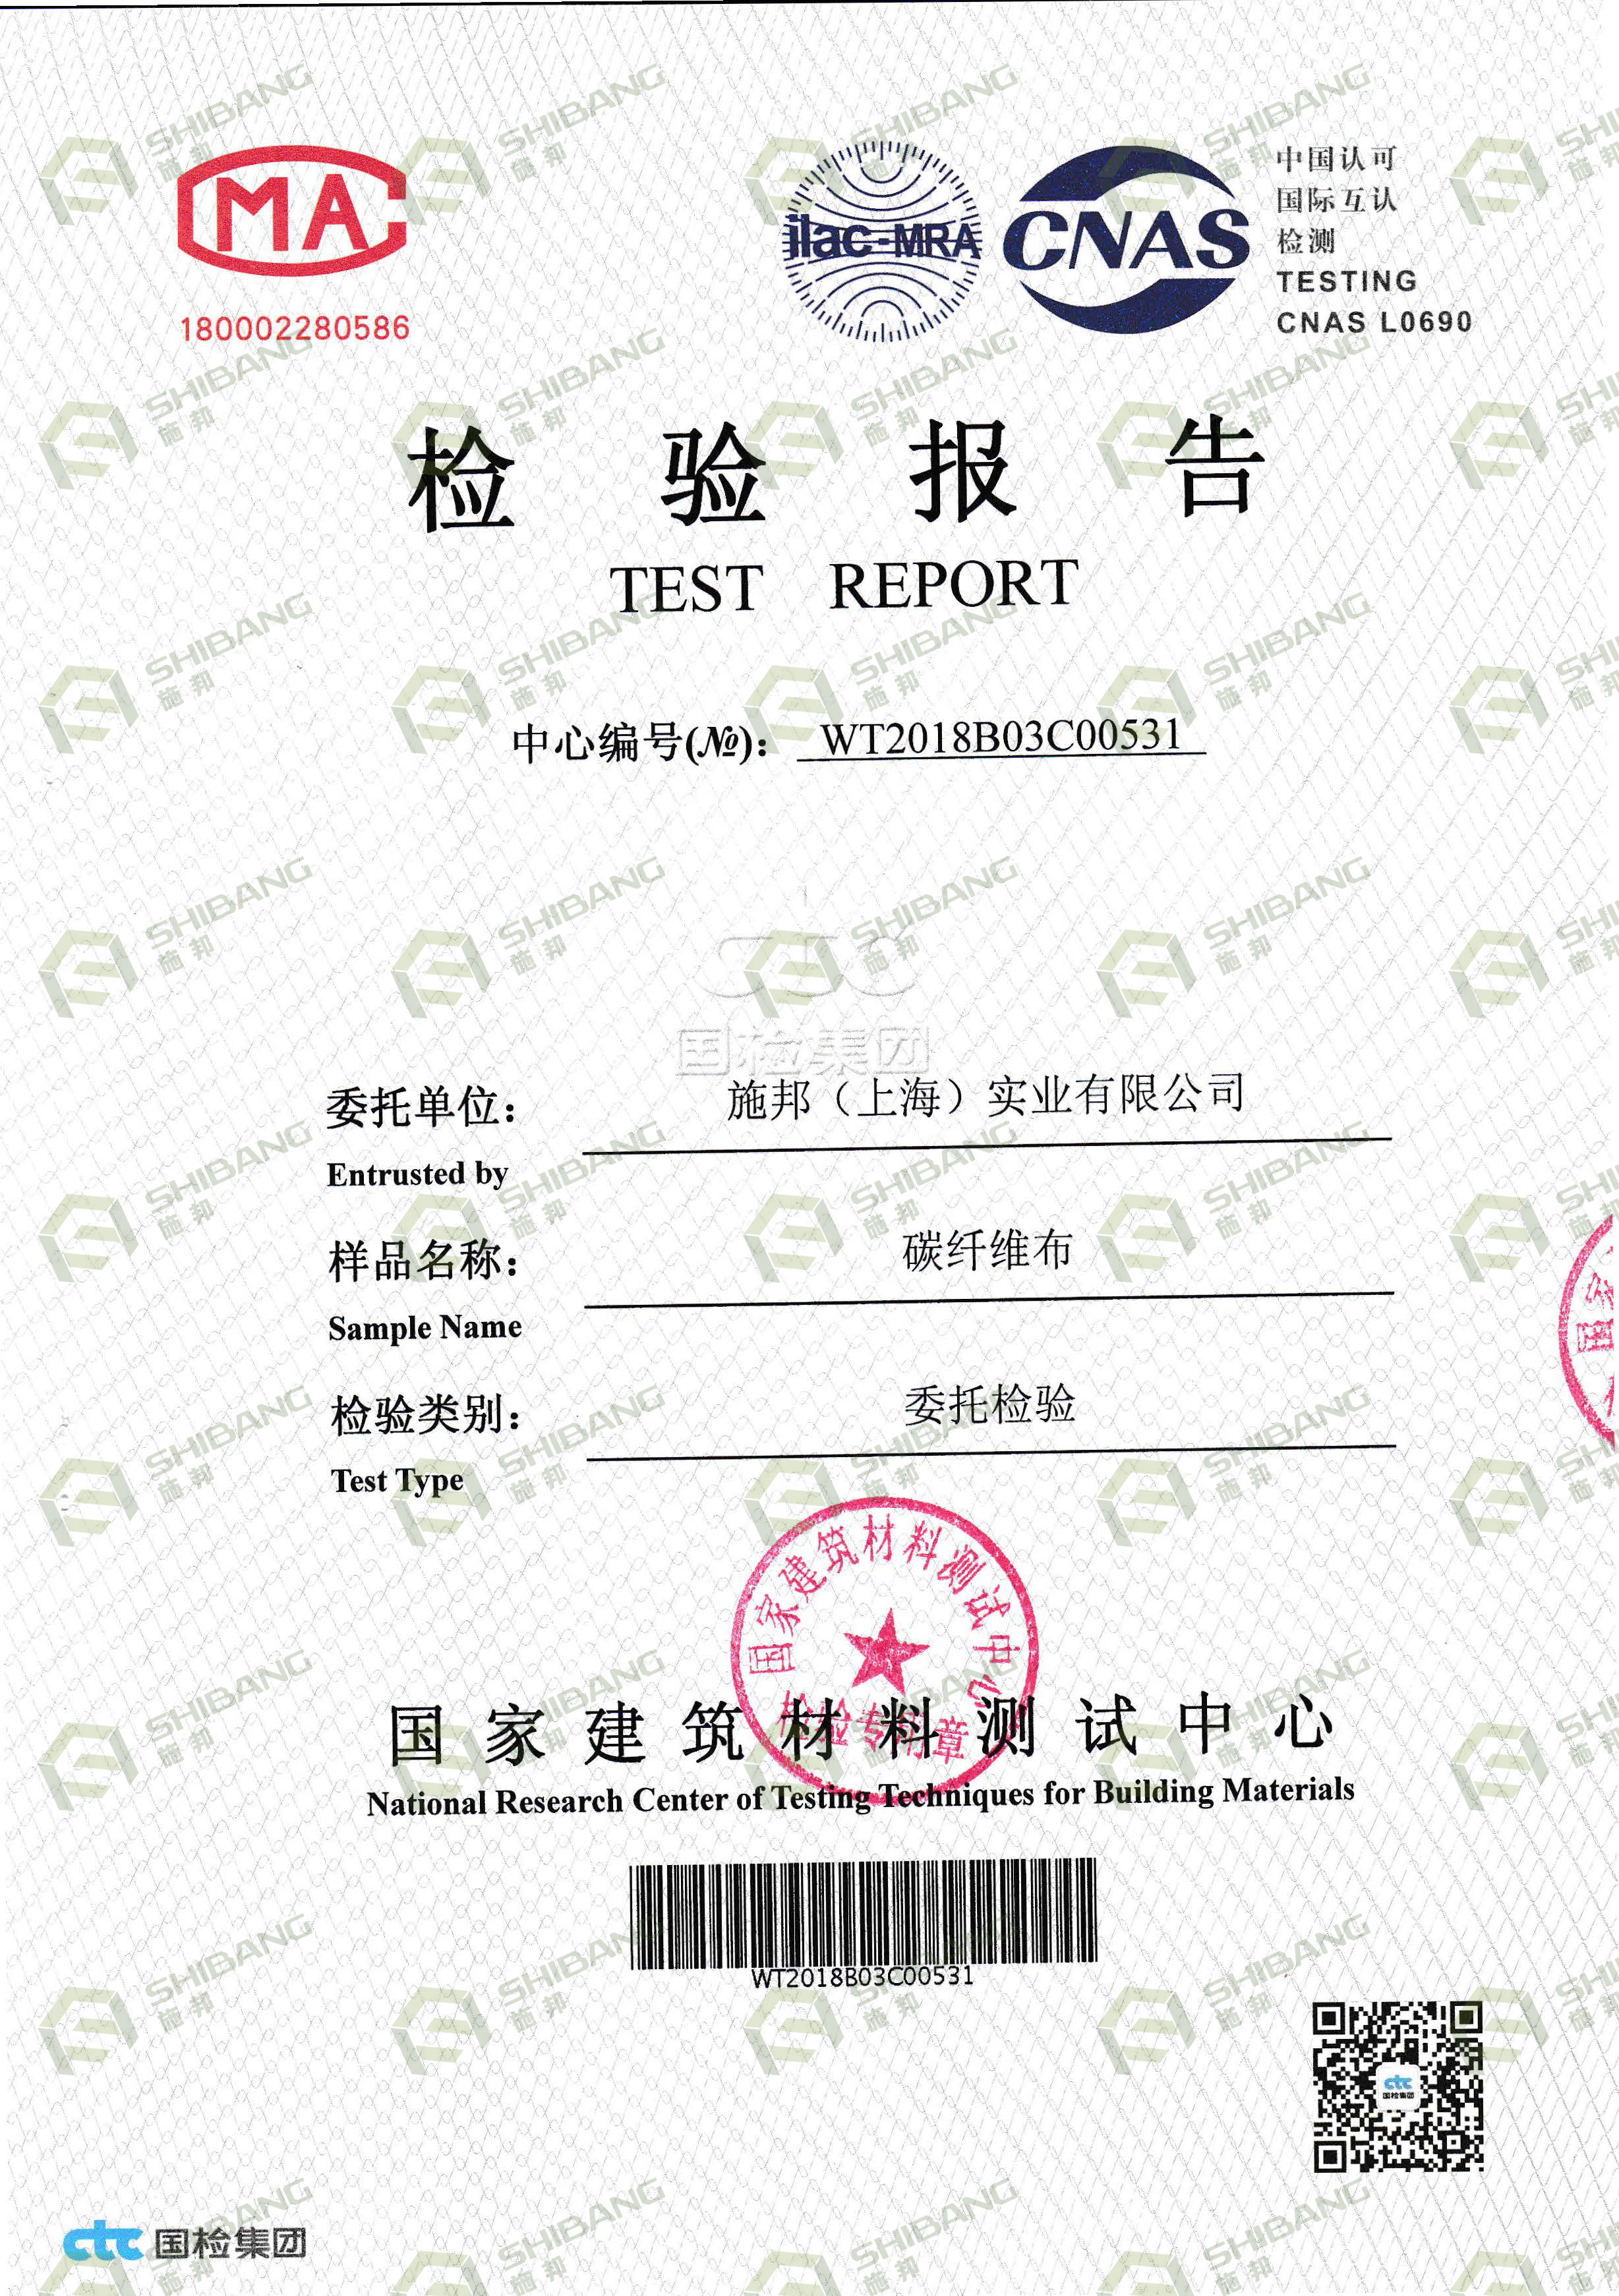 MA
180002280586
ilac-MRA
CNAS
中国认可
国际互认
检测
TESTING
CNAS L0690
检验报告
TEST REPORT
中心编号(№): WT2018B03C00531
ctc
国检集团
委托单位: 施邦（上海）实业有限公司
Entrusted by
样品名称: 碳纤维布
Sample Name
检验类别: 委托检验
Test Type
国家建筑材料测试中心
检验专用章
国家建筑材料测试中心
National Research Center of Testing Techniques for Building Materials
WT2018B03C00531
ctc
国检集团
ctc 国检集团
SHIBANG
施邦